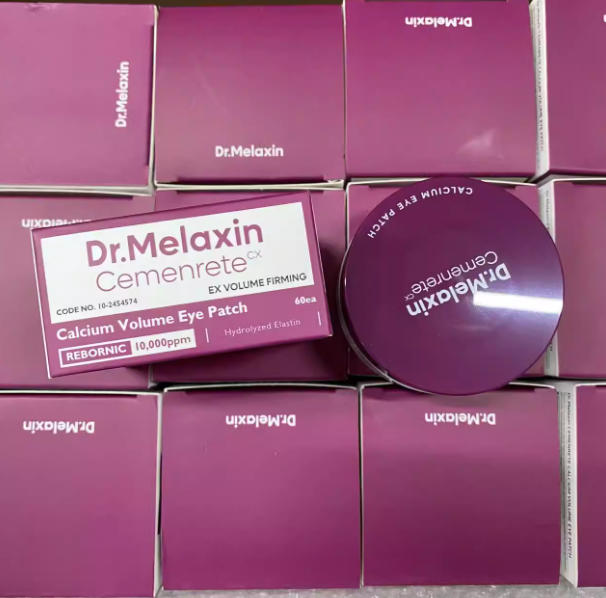 Dr.Melaxin
Dr.Melaxin
Dr.Melaxin
Dr.Melaxin
Dr.Melaxin
Cemenrete CX
EX VOLUME FIRMING
CODE NO. 10-2454574
Calcium Volume Eye Patch
60ea
REBORNIC 10,000ppm
Hydrolyzed Elastin
CALCIUM EYE PATCH
Dr.Melaxin
Cemenrete CX
Dr.Melaxin
Dr.Melaxin
Dr.Melaxin